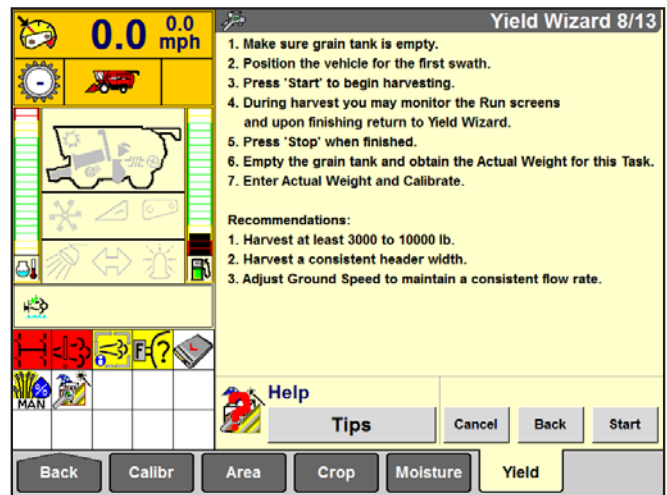 0.0
0.0
mph
Yield Wizard 8/13
1. Make sure grain tank is empty.
2. Position the vehicle for the first swath.
3. Press 'Start' to begin harvesting.
4. During harvest you may monitor the Run screens
and upon finishing return to Yield Wizard.
5. Press 'Stop' when finished.
6. Empty the grain tank and obtain the Actual Weight for this Task.
7. Enter Actual Weight and Calibrate.
Recommendations:
1. Harvest at least 3000 to 10000 lb.
2. Harvest a consistent header width.
3. Adjust Ground Speed to maintain a consistent flow rate.
F
?
L
%
MAN
Help
Tips
Cancel
Back
Start
Back
Calibr
Area
Crop
Moisture
Yield